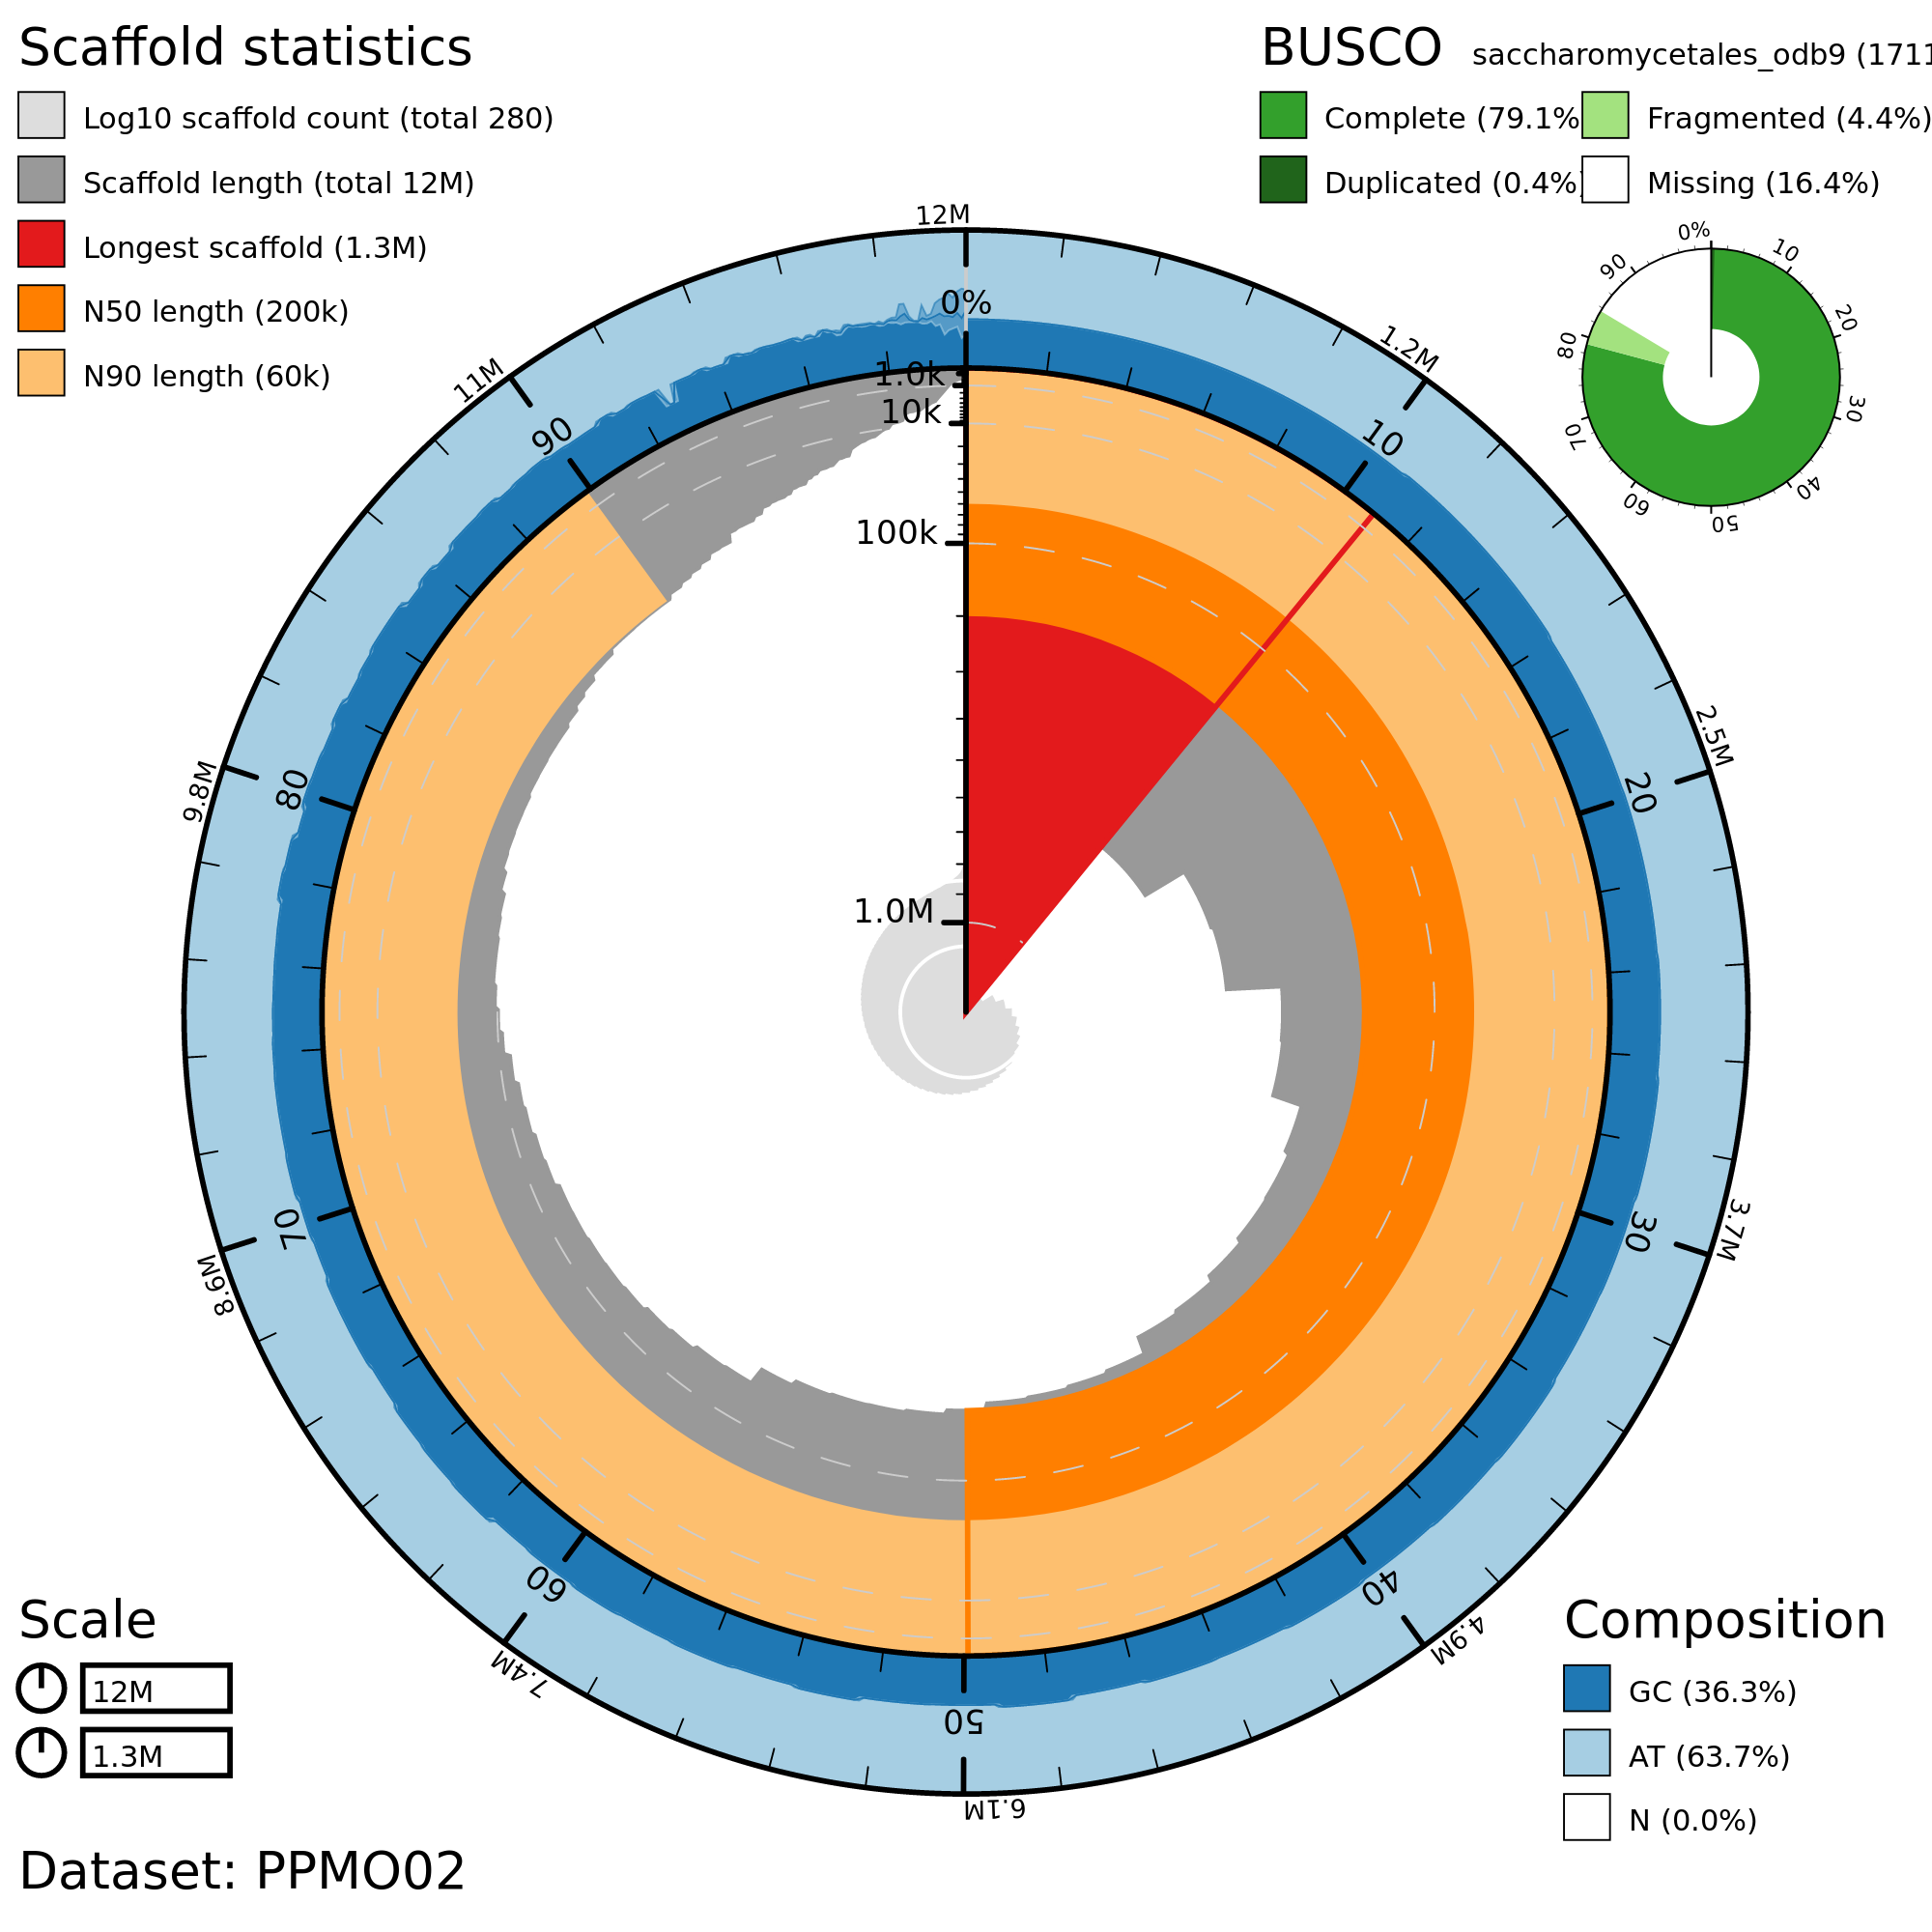 Scaffold statistics
Log10 scaffold count (total 280)
Scaffold length (total 12M)
Longest scaffold (1.3M)
N50 length (200k)
N90 length (60k)
BUSCO saccharomycetales_odb9 (1711
Complete (79.1%
Fragmented (4.4%)
Duplicated (0.4%)
Missing (16.4%)
0%
10
20
30
40
50
60
70
80
90
12M
1.2M
2.5M
3.7M
4.9M
6.1M
7.4M
8.6M
9.8M
11M
0%
10
20
30
40
50
60
70
80
90
1.0k
10k
100k
1.0M
Scale
12M
1.3M
Composition
GC (36.3%)
AT (63.7%)
N (0.0%)
Dataset: PPMO02